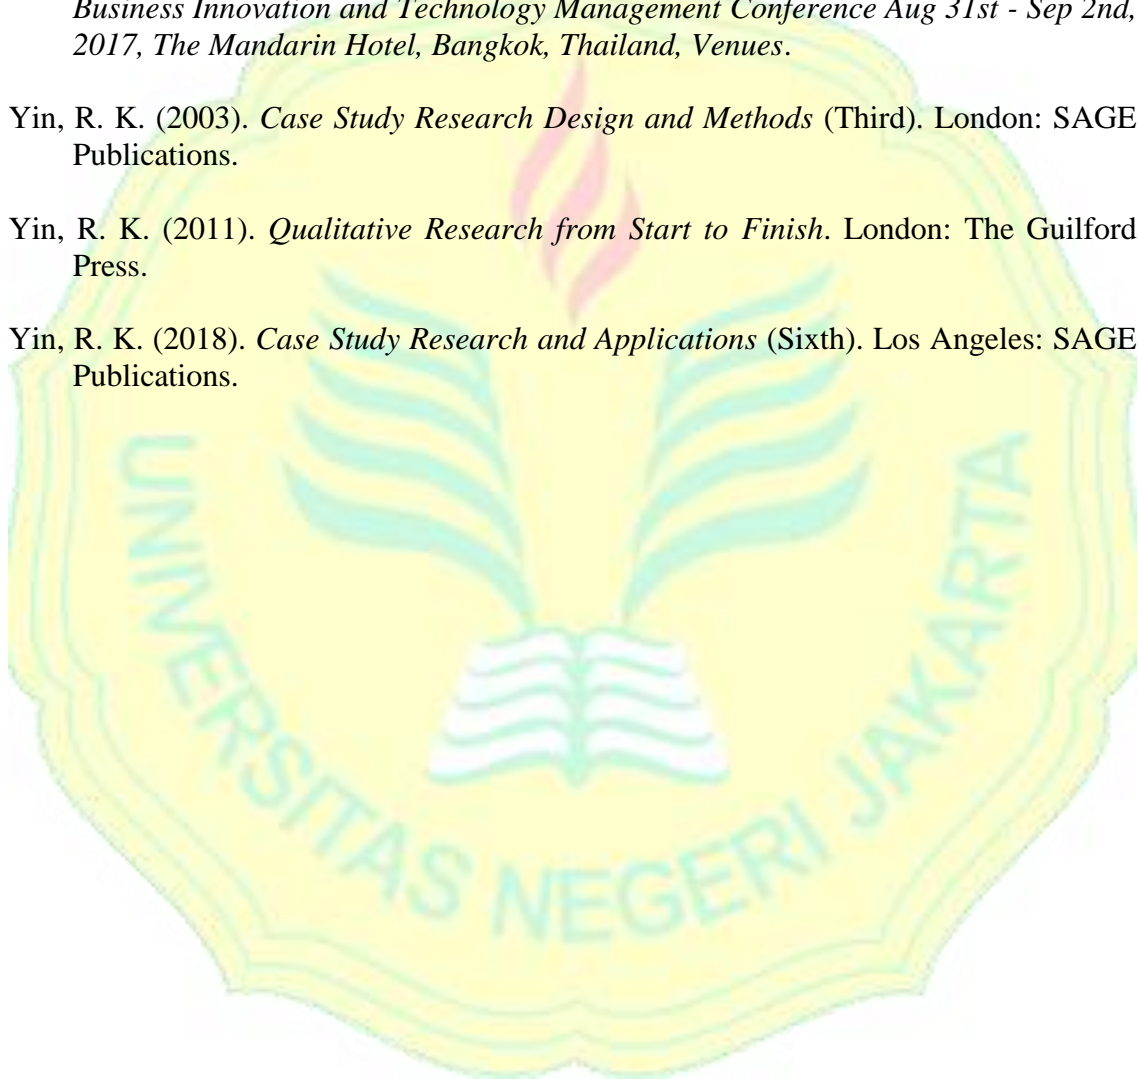 Business Innovation and Technology Management Conference Aug 31st - Sep 2nd,
2017, The Mandarin Hotel, Bangkok, Thailand, Venues.
Yin, R. K. (2003). Case Study Research Design and Methods (Third). London: SAGE
Publications.
Yin, R. K. (2011). Qualitative Research from Start to Finish. London: The Guilford
Press.
Yin, R. K. (2018). Case Study Research and Applications (Sixth). Los Angeles: SAGE
Publications.
UNIVERSITAS NEGERI JAKARTA